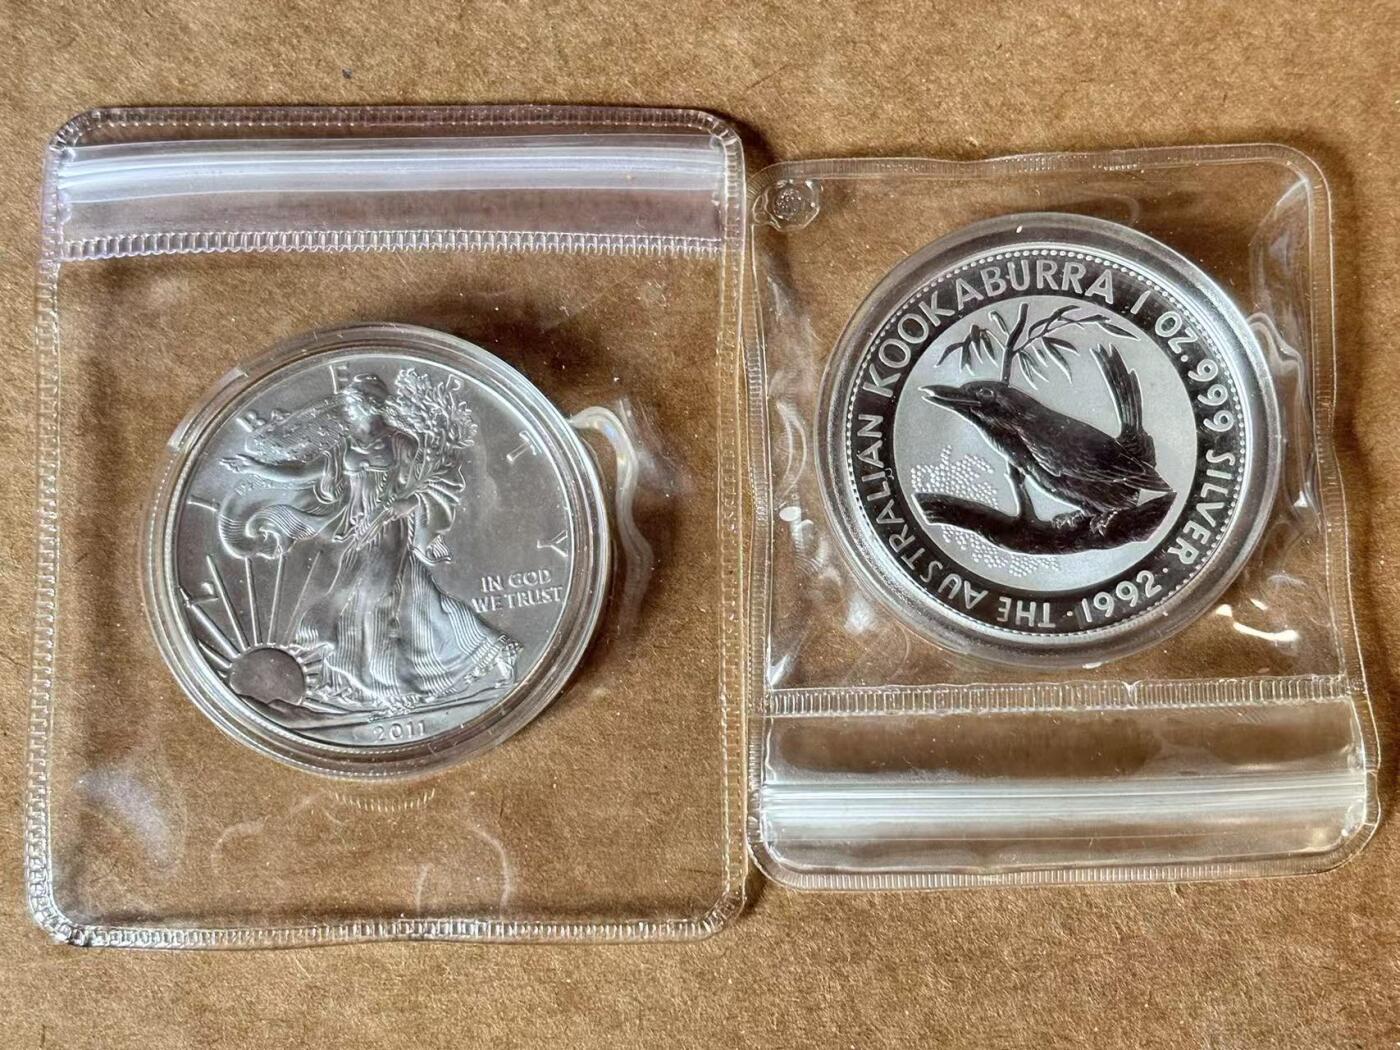 LIBERTY
IN GOD
WE TRUST
2011
THE AUSTRALIAN KOOKABURRA 1 OZ. 999 SILVER · 1992 ·